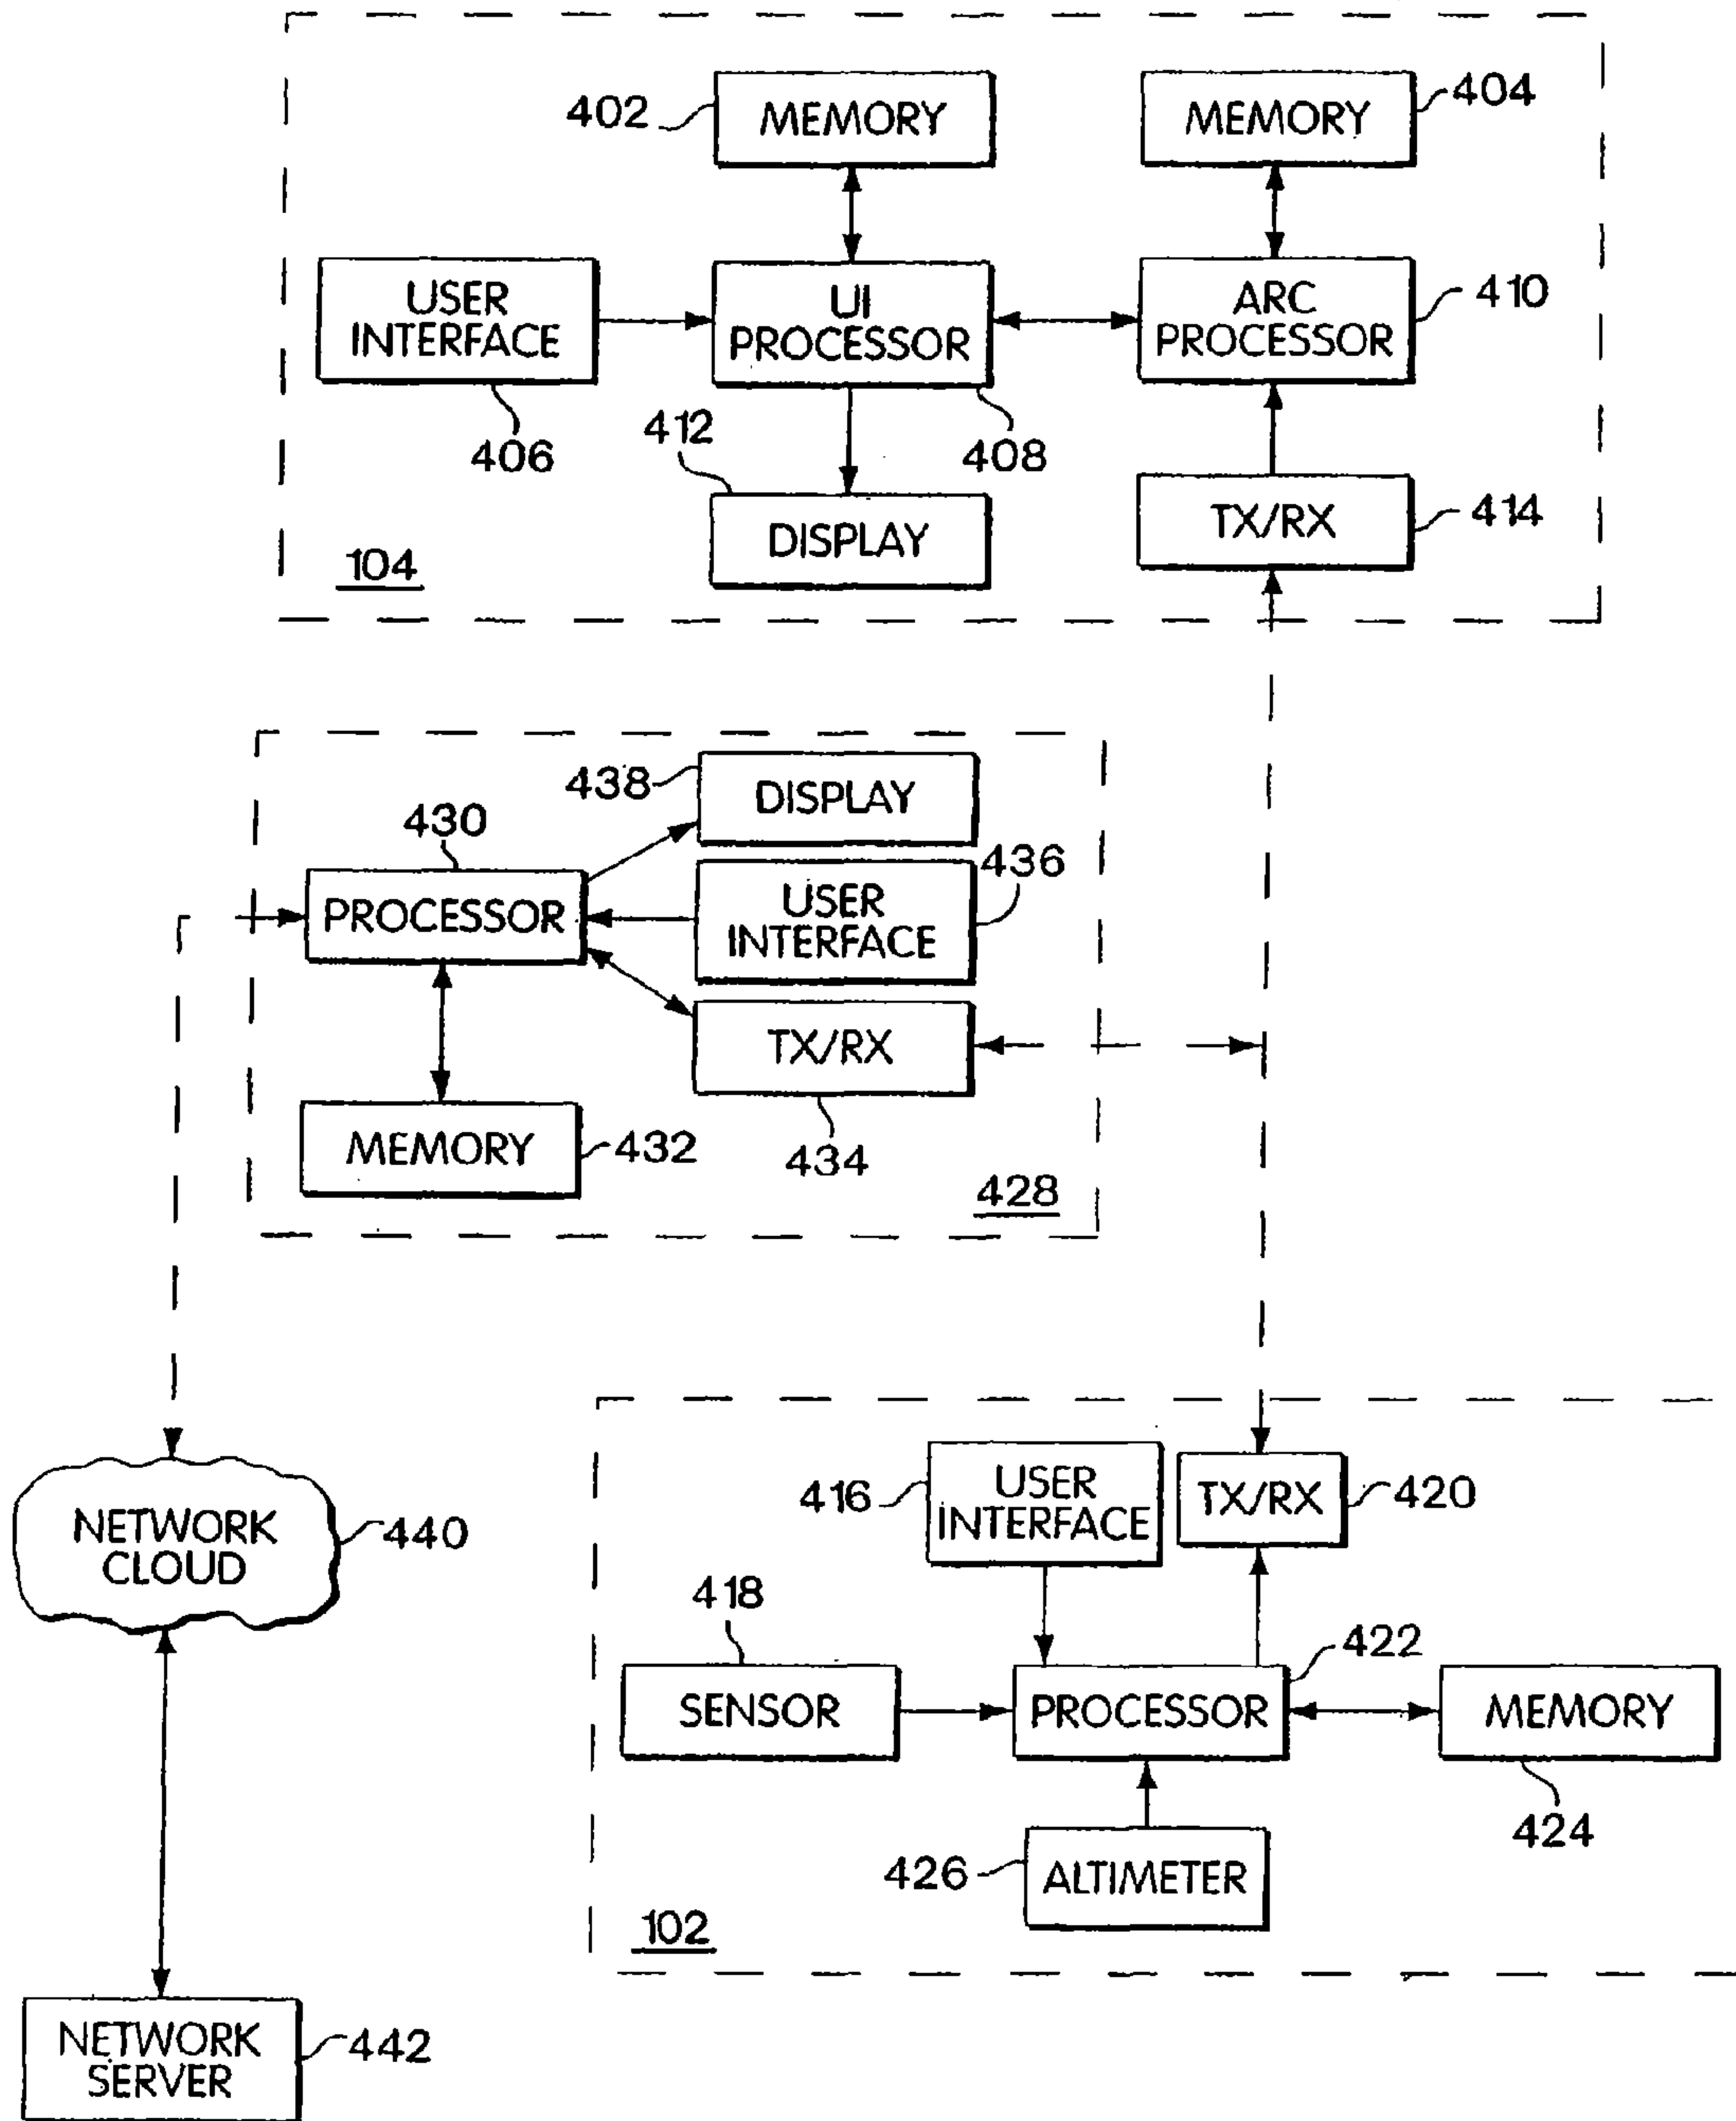 402
MEMORY
MEMORY
404
USER
INTERFACE
406
UI
PROCESSOR
408
ARC
PROCESSOR
410
412
DISPLAY
TX/RX
414
104
438
DISPLAY
430
PROCESSOR
USER
INTERFACE
436
TX/RX
434
MEMORY
432
428
NETWORK
CLOUD
440
416
USER
INTERFACE
TX/RX
420
418
SENSOR
422
PROCESSOR
MEMORY
424
426
ALTIMETER
102
NETWORK
SERVER
442